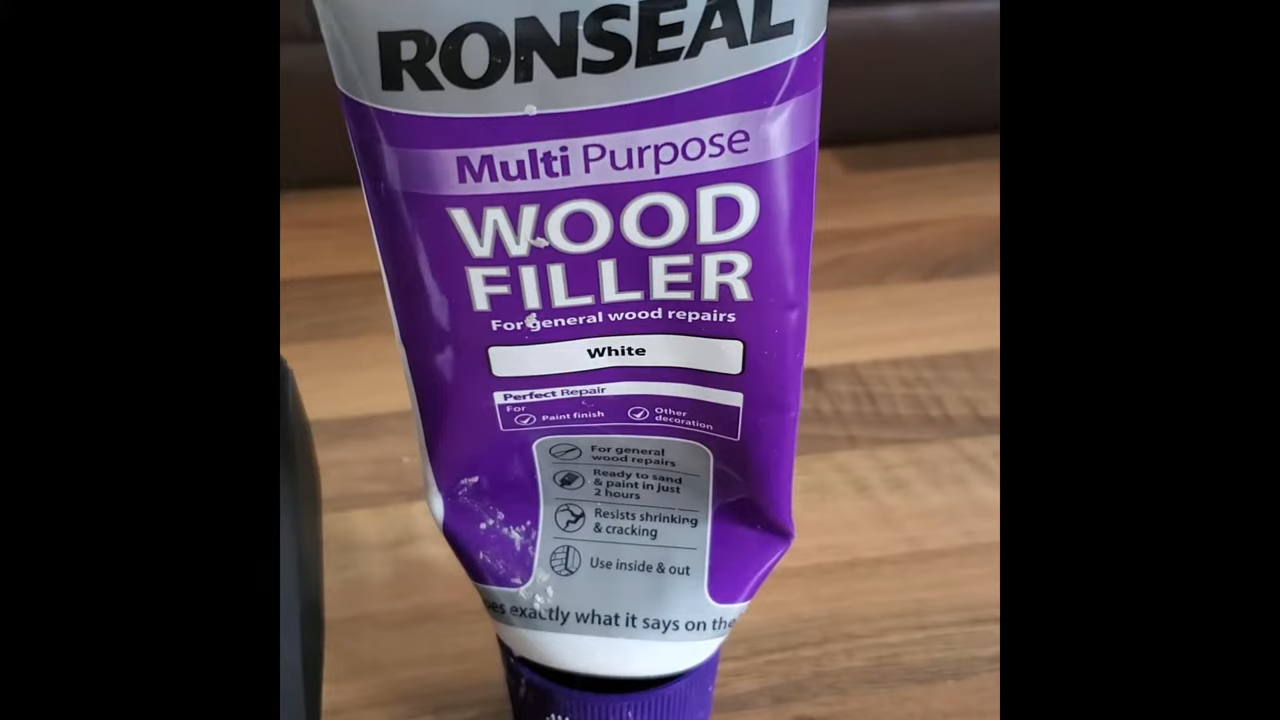 RONSEAL
Multi Purpose
WOOD
FILLER
For general wood repairs
White
Perfect Repair
For
Paint finish
Other
decoration
For general
wood repairs
Ready to sand
& paint in just
2 hours
Resists shrinking
& cracking
Use inside & out
exactly what it says on the